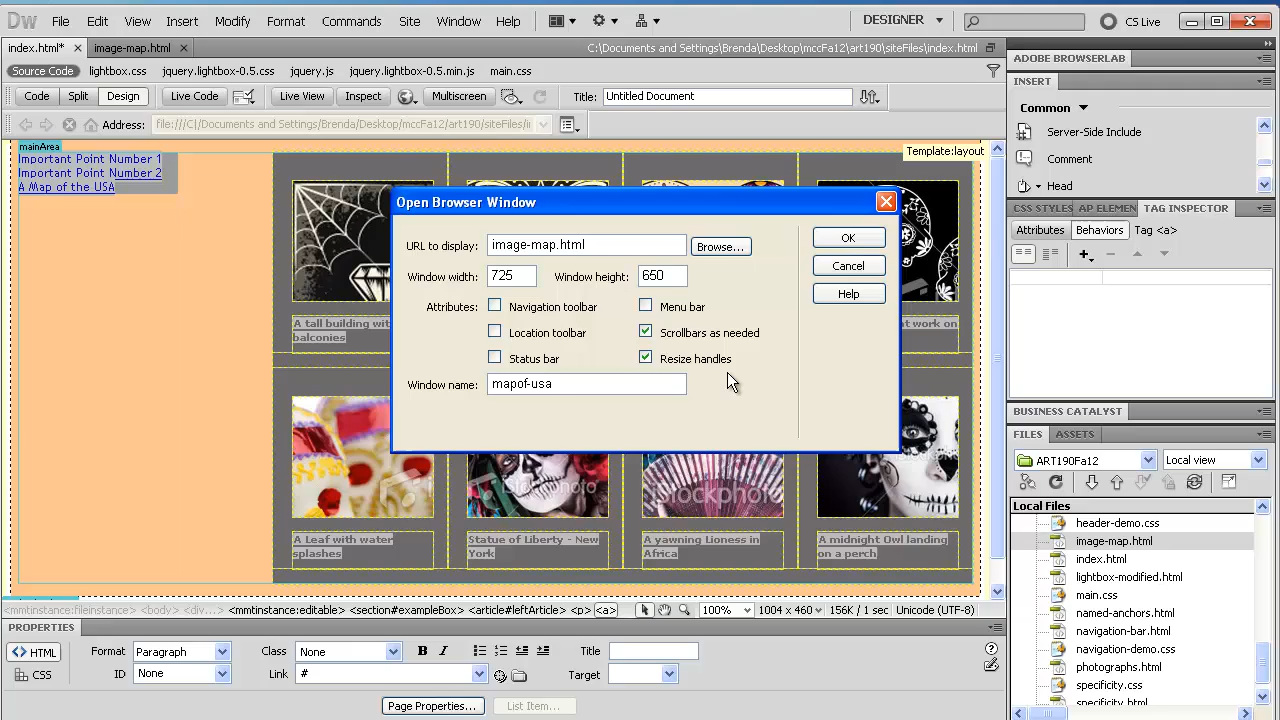 Dw File Edit View Insert Modify Format Commands Site Window Help DESIGNER CS Live
index.html* image-map.html C:\Documents and Settings\Brenda\Desktop\mccFa12\art190\siteFiles\index.html
Source Code lightbox.css jquery.lightbox-0.5.css jquery.js jquery.lightbox-0.5.min.js main.css
Code Split Design Live Code Live View Inspect Multiscreen Title: Untitled Document
Address: file:///C|/Documents and Settings/Brenda/Desktop/mccFa12/art190/siteFiles/i
mainArea
Template:layout
Important Point Number 1
Important Point Number 2
A Map of the USA
A tall building wit
balconies
t work on
A Leaf with water
splashes
Statue of Liberty - New
York
A yawning Lioness in
Africa
A midnight Owl landing
on a perch
iStockphoto
iStockphoto
Open Browser Window
URL to display: image-map.html Browse...
Window width: 725 Window height: 650
Attributes: Navigation toolbar Menu bar
Location toolbar Scrollbars as needed
Status bar Resize handles
Window name: mapof-usa
OK
Cancel
Help
<mmtinstance:fileinstance> <body> <div...> <mmtinstance:editable> <section#exampleBox> <article#leftArticle> <p> <a> 100% 1004 x 460 156K / 1 sec Unicode (UTF-8)
PROPERTIES
HTML Format Paragraph Class None B I Title
CSS ID None Link # Target
Page Properties... List Item...
ADOBE BROWSERLAB
INSERT
Common
Server-Side Include
Comment
Head
CSS STYLES AP ELEMEN TAG INSPECTOR
Attributes Behaviors Tag <a>
BUSINESS CATALYST
FILES ASSETS
ART190Fa12 Local view
Local Files
header-demo.css
image-map.html
index.html
lightbox-modified.html
main.css
named-anchors.html
navigation-bar.html
navigation-demo.css
photographs.html
specificity.css
specificity.html